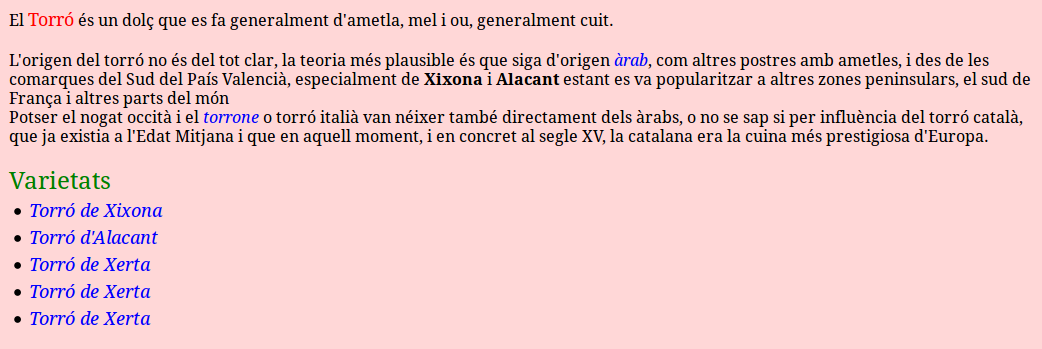 El Torró és un dolç que es fa generalment d'ametla, mel i ou, generalment cuit.
L'origen del torró no és del tot clar, la teoria més plausible és que siga d'origen àrab, com altres postres amb ametles, i des de les
comarques del Sud del País Valencià, especialment de Xixona i Alacant estant es va popularitzar a altres zones peninsulars, el sud de
França i altres parts del món
Potser el nogat occità i el torrone o torró italià van néixer també directament dels àrabs, o no se sap si per influència del torró català,
que ja existia a l'Edat Mitjana i que en aquell moment, i en concret al segle XV, la catalana era la cuina més prestigiosa d'Europa.
Varietats
• Torró de Xixona
• Torró d'Alacant
• Torró de Xerta
• Torró de Xerta
• Torró de Xerta